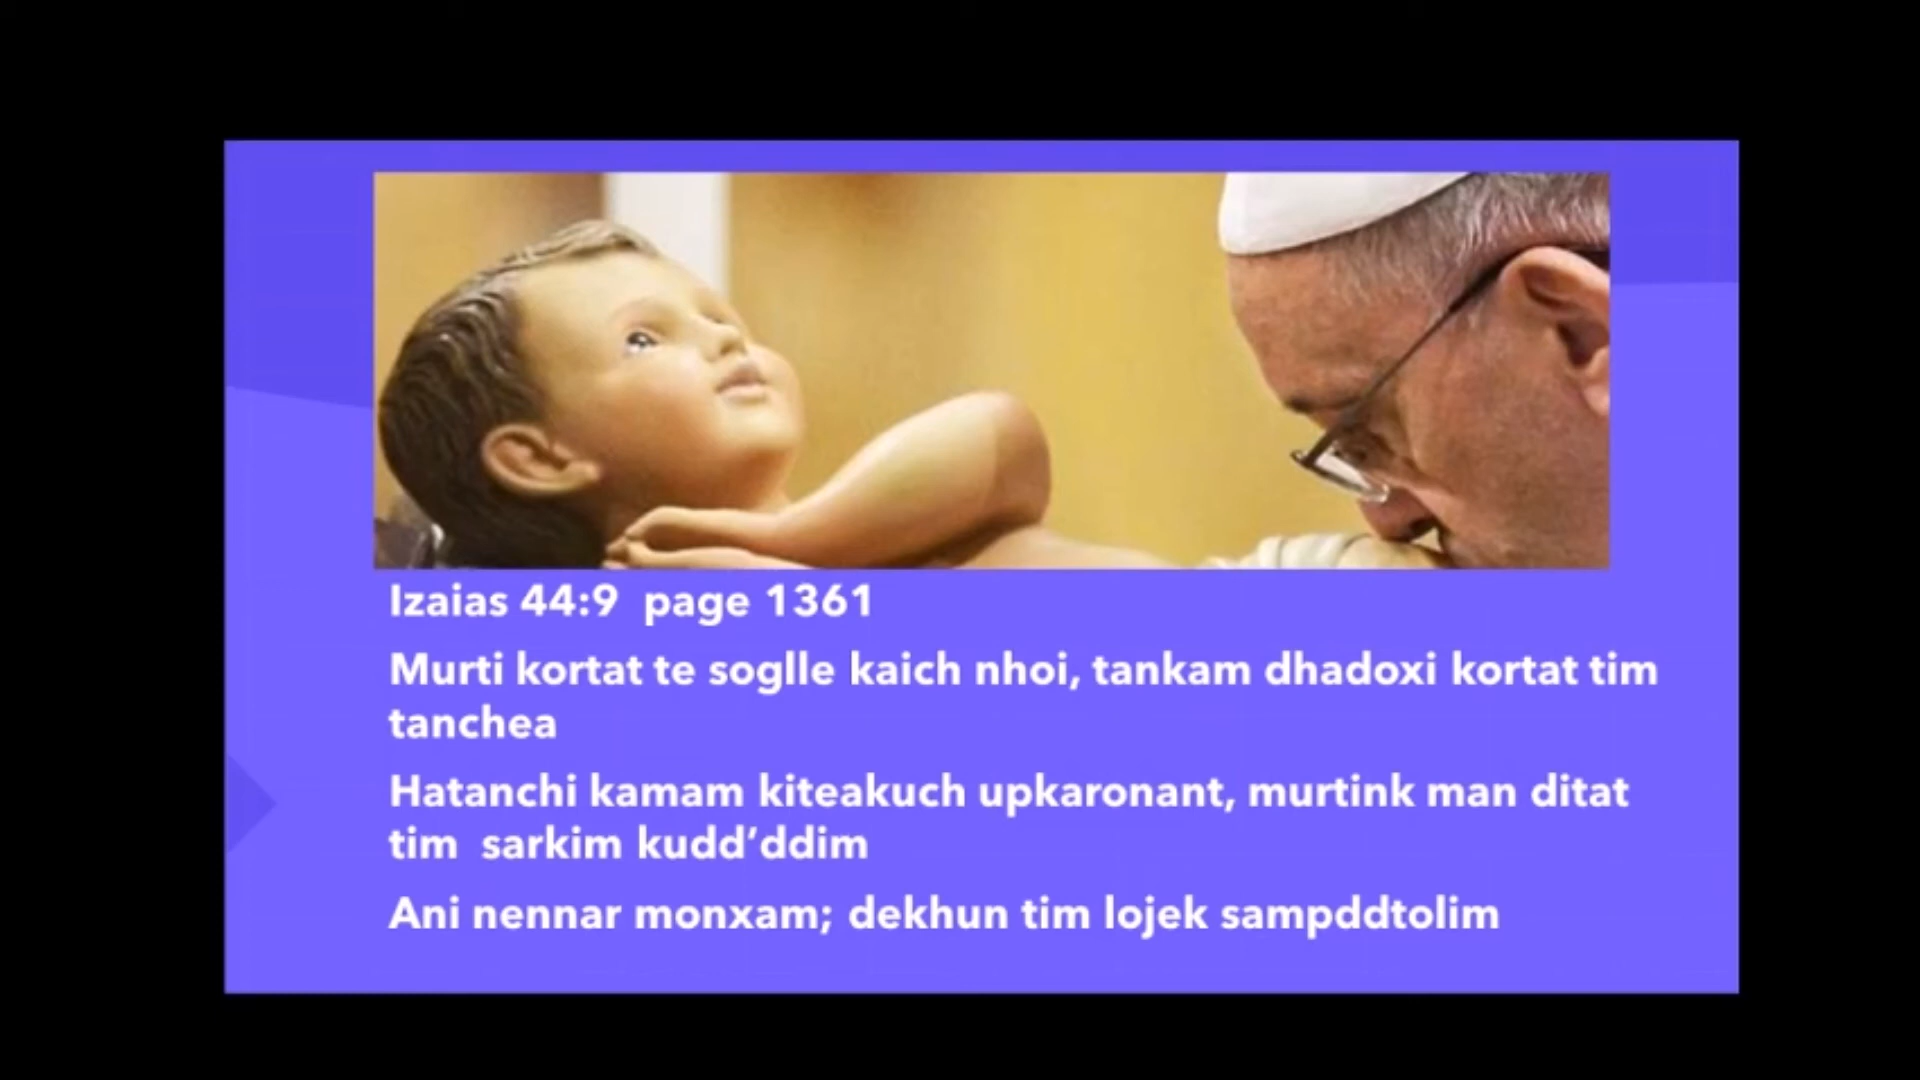 Izaias 44:9 page 1361
Murti kortat te soglle kaich nhoi, tankam dhadoxi kortat tim
tanchea
Hatanchi kamam kiteakuch upkaronant, murtink man ditat
tim sarkim kudd’ddim
Ani nennar monxam; dekhun tim lojek sampddtolim